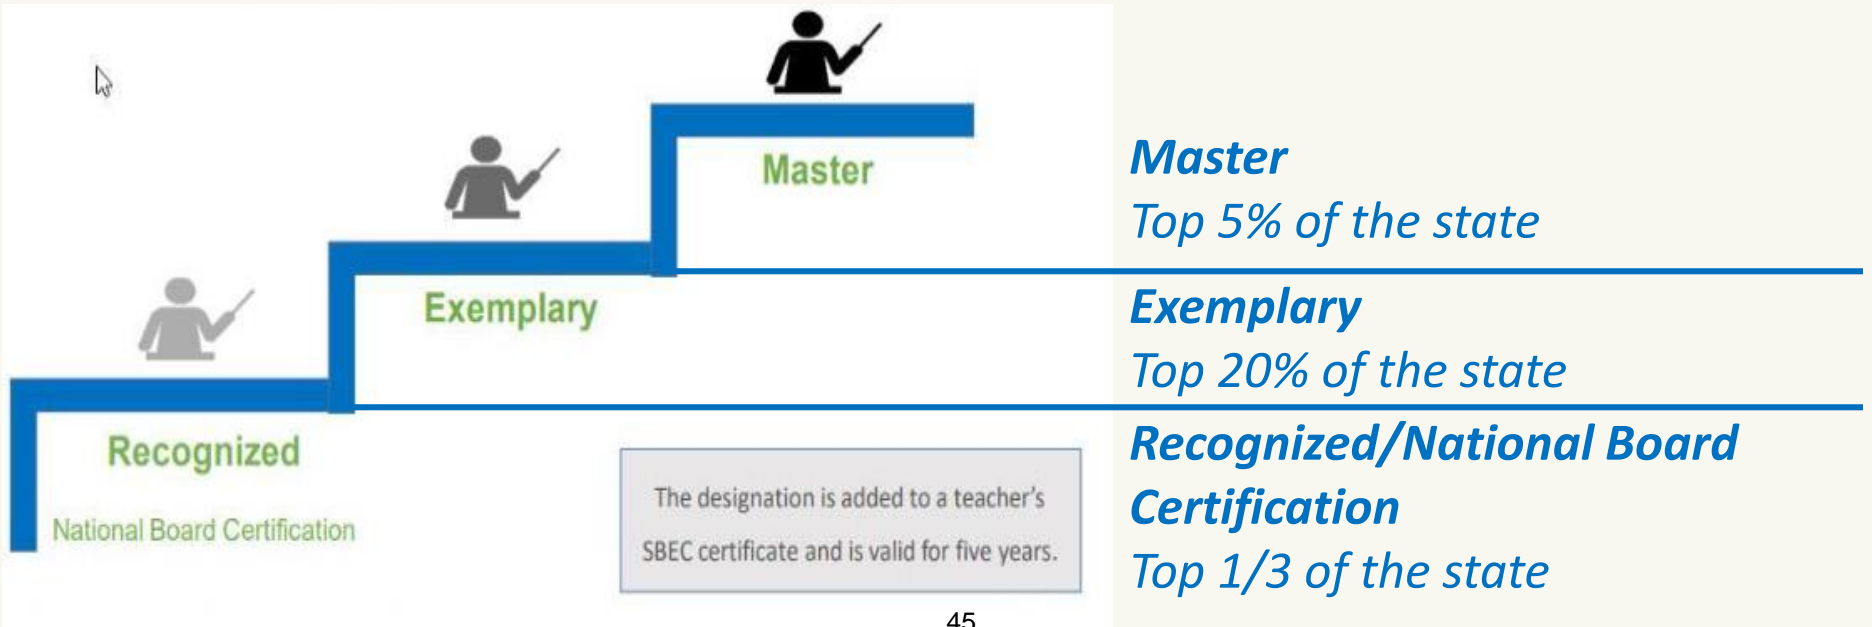 Master
Exemplary
Recognized
National Board Certification
The designation is added to a teacher's
SBEC certificate and is valid for five years.
Master
Top 5% of the state
Exemplary
Top 20% of the state
Recognized/National Board
Certification
Top 1/3 of the state
45